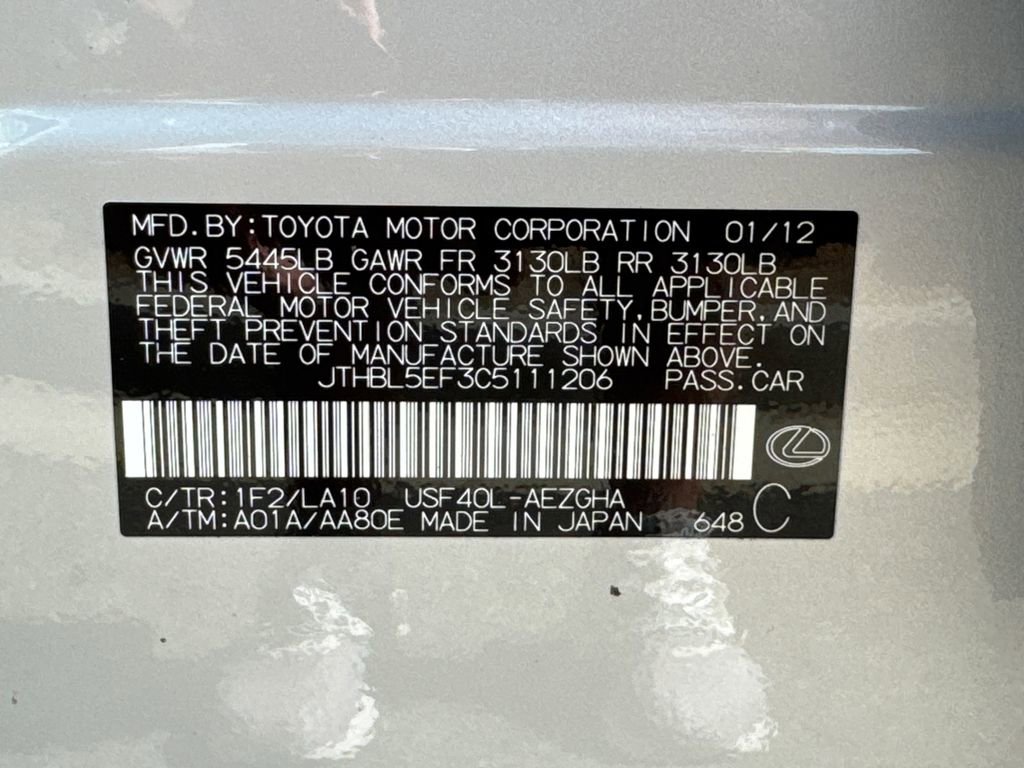 MFD.BY:TOYOTA MOTOR CORPORATION 01/12
GVWR 5445LB GAWR FR 3130LB RR 3130LB
THIS VEHICLE CONFORMS TO ALL APPLICABLE
FEDERAL MOTOR VEHICLE SAFETY,BUMPER,AND
THEFT PREVENTION STANDARDS IN EFFECT ON
THE DATE OF MANUFACTURE SHOWN ABOVE.
JTHBL5EF3C5111206 PASS.CAR
C/TR:1F2/LA10 USF40L-AEZGHA
A/TM:A01A/AA80E MADE IN JAPAN 648 C